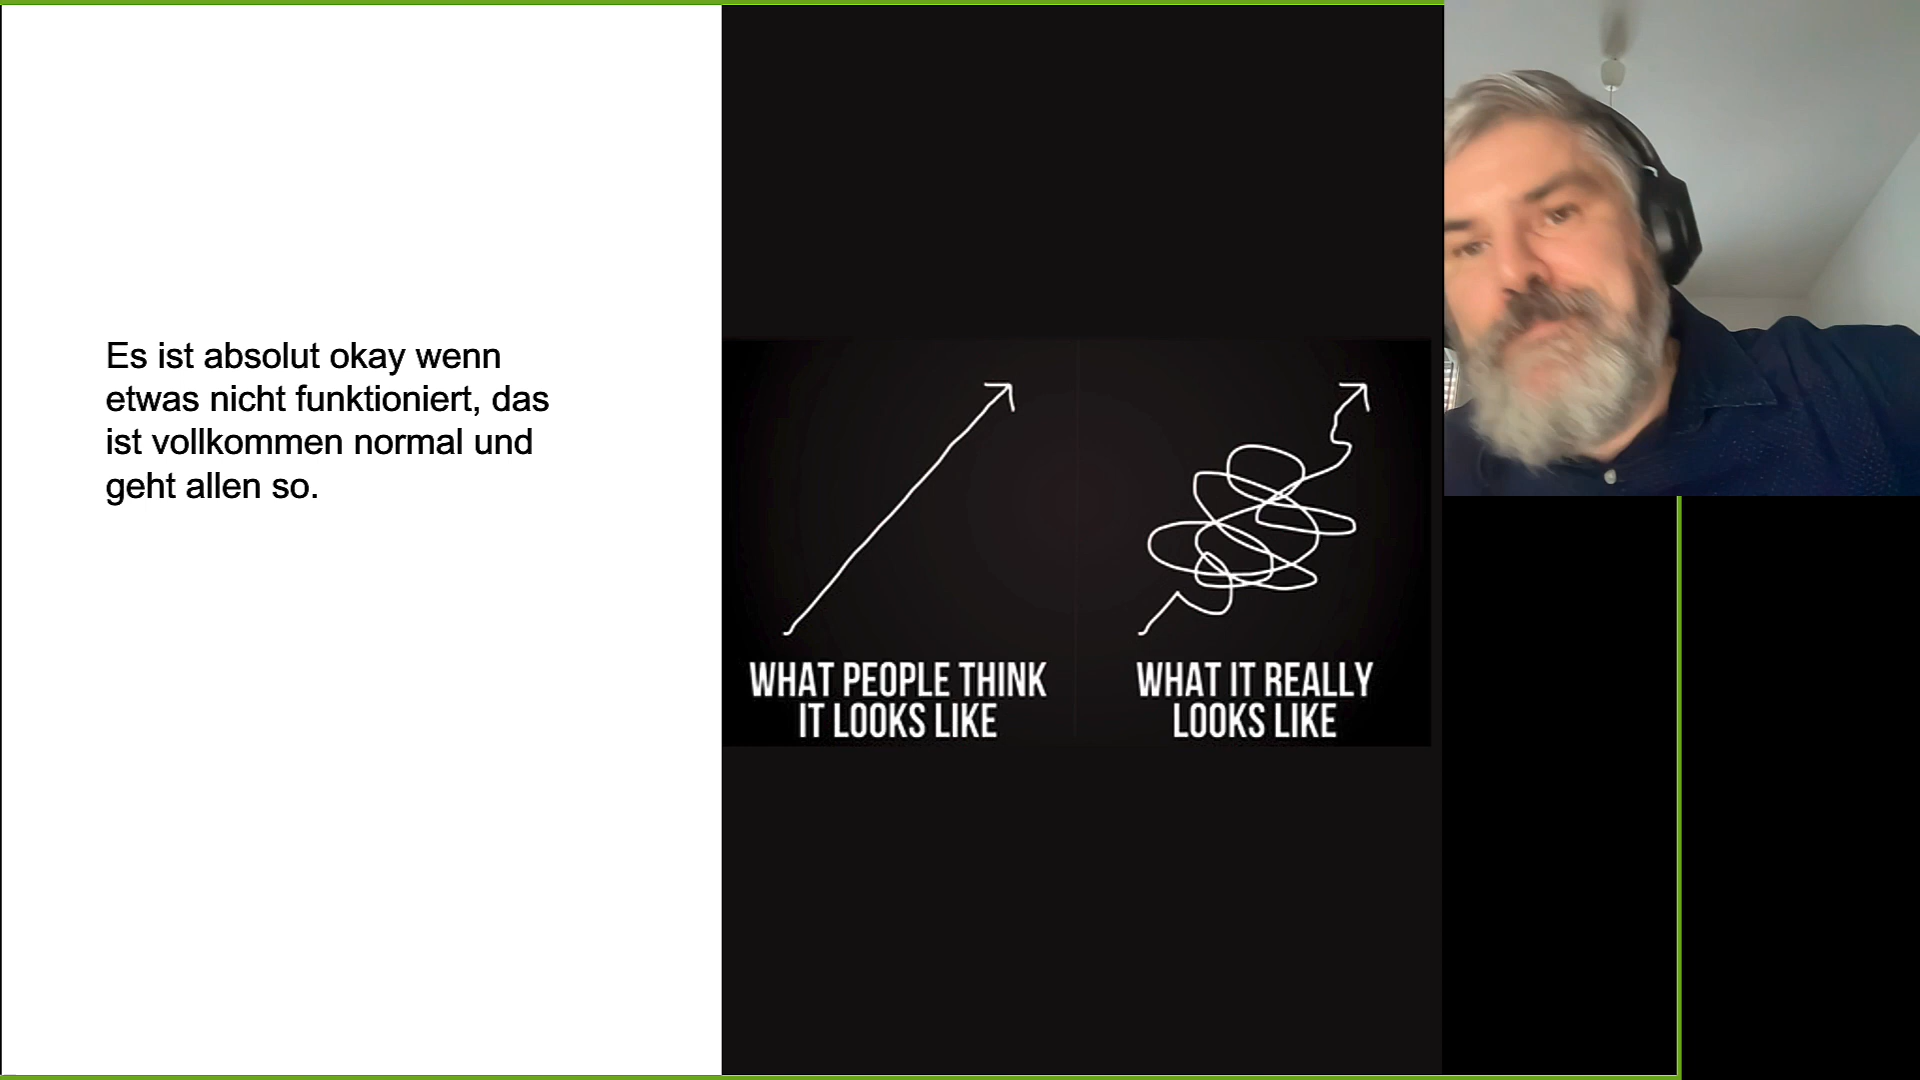 Es ist absolut okay wenn
etwas nicht funktioniert, das
ist vollkommen normal und
geht allen so.
WHAT PEOPLE THINK
IT LOOKS LIKE
WHAT IT REALLY
LOOKS LIKE